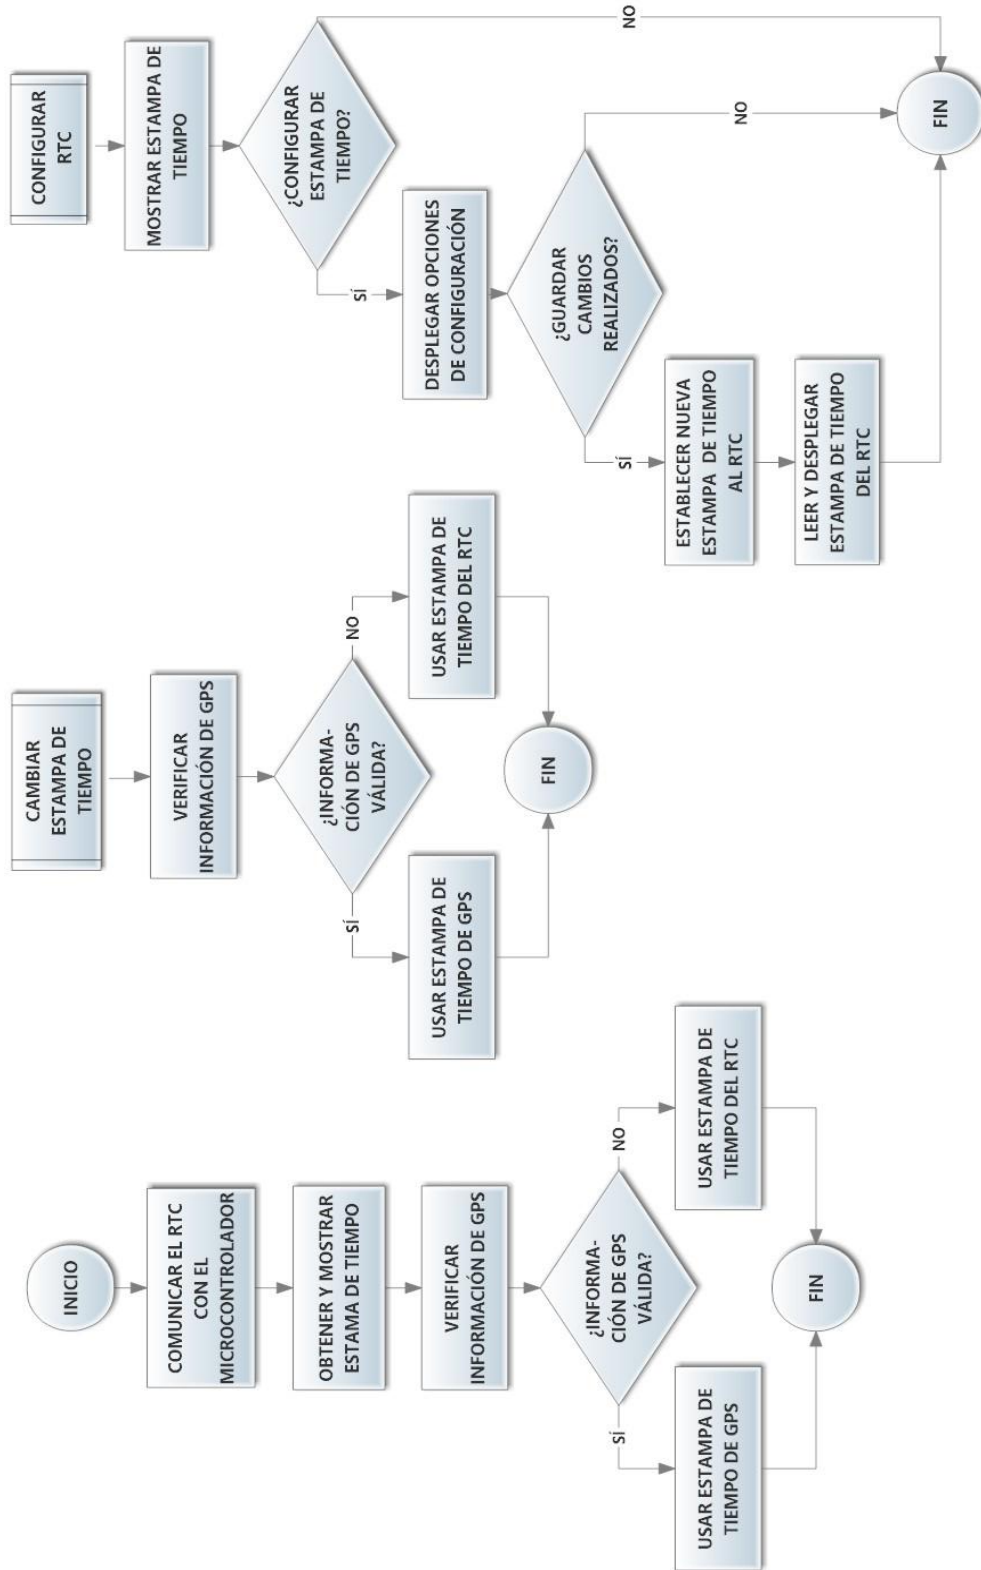 INICIO
COMUNICAR EL RTC
CON EL
MICROCONTROLADOR
OBTENER Y MOSTRAR
ESTAMA DE TIEMPO
VERIFICAR
INFORMACIÓN DE GPS
¿INFORMA-
CIÓN DE GPS
VÁLIDA?
SÍ
NO
USAR ESTAMPA DE
TIEMPO DE GPS
USAR ESTAMPA DE
TIEMPO DEL RTC
FIN
CAMBIAR
ESTAMPA DE
TIEMPO
VERIFICAR
INFORMACIÓN DE GPS
¿INFORMA-
CIÓN DE GPS
VÁLIDA?
SÍ
NO
USAR ESTAMPA DE
TIEMPO DE GPS
USAR ESTAMPA DE
TIEMPO DEL RTC
FIN
CONFIGURAR
RTC
MOSTRAR ESTAMPA DE
TIEMPO
¿CONFIGURAR
ESTAMPA DE
TIEMPO?
SÍ
NO
DESPLEGAR OPCIONES
DE CONFIGURACIÓN
¿GUARDAR
CAMBIOS
REALIZADOS?
SÍ
NO
ESTABLECER NUEVA
ESTAMPA DE TIEMPO
AL RTC
LEER Y DESPLEGAR
ESTAMPA DE TIEMPO
DEL RTC
FIN